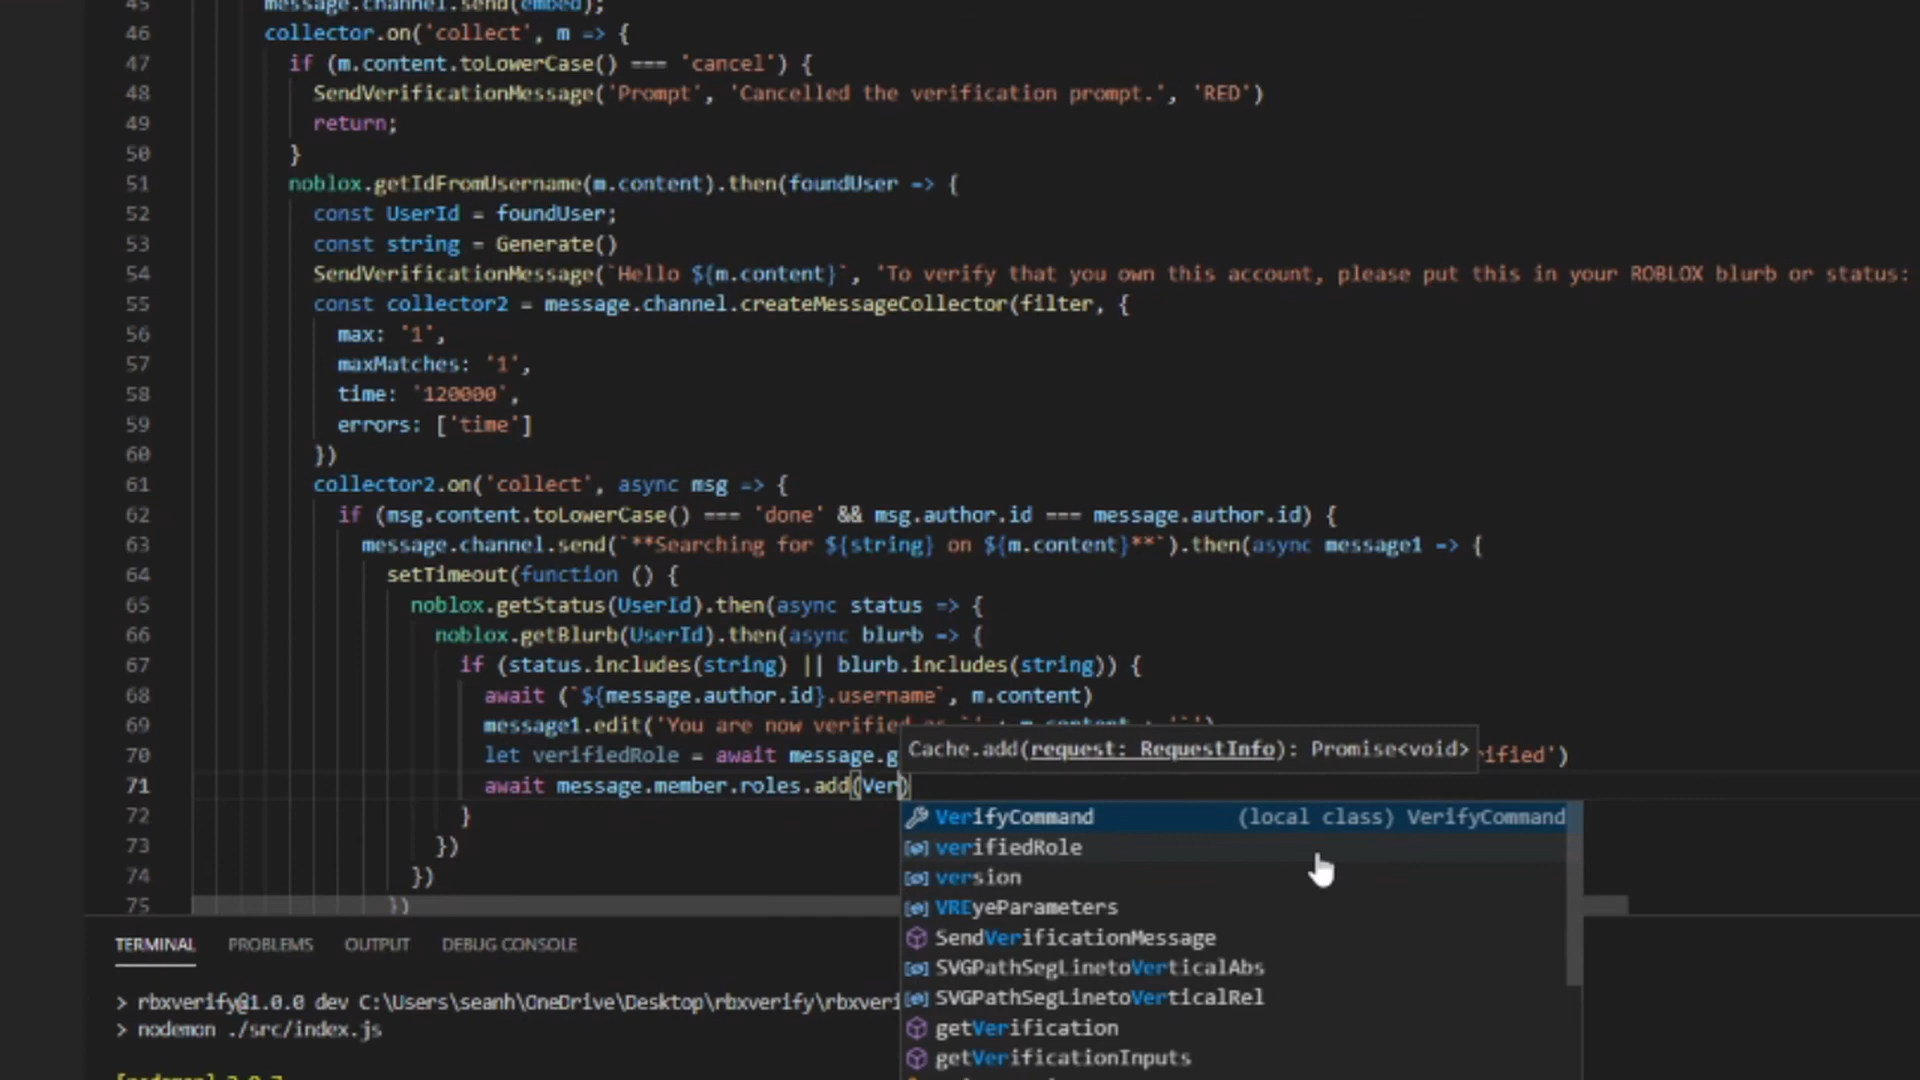 45 message.channel.send(embed);
46 collector.on('collect', m => {
47 if (m.content.toLowerCase() === 'cancel') {
48 SendVerificationMessage('Prompt', 'Cancelled the verification prompt.', 'RED')
49 return;
50 }
51 noblox.getIdFromUsername(m.content).then(foundUser => {
52 const UserId = foundUser;
53 const string = Generate()
54 SendVerificationMessage(`Hello ${m.content}`, 'To verify that you own this account, please put this in your ROBLOX blurb or status:
55 const collector2 = message.channel.createMessageCollector(filter, {
56 max: '1',
57 maxMatches: '1',
58 time: '120000',
59 errors: ['time']
60 })
61 collector2.on('collect', async msg => {
62 if (msg.content.toLowerCase() === 'done' && msg.author.id === message.author.id) {
63 message.channel.send(`**Searching for ${string} on ${m.content}**`).then(async message1 => {
64 setTimeout(function () {
65 noblox.getStatus(UserId).then(async status => {
66 noblox.getBlurb(UserId).then(async blurb => {
67 if (status.includes(string) || blurb.includes(string)) {
68 await (`${message.author.id}.username`, m.content)
69 message1.edit('You are now verified
Cache.add(request: RequestInfo): Promise<void>
70 let verifiedRole = await message.g ified')
71 await message.member.roles.add(Ver)
72 }
VerifyCommand (local class) VerifyCommand
73 })
verifiedRole
74 })
version
75 })
VREyeParameters
SendVerificationMessage
SVGPathSegLinetoVerticalAbs
SVGPathSegLinetoVerticalRel
getVerification
getVerificationInputs
TERMINAL PROBLEMS OUTPUT DEBUG CONSOLE
> rbxverify@1.0.0 dev C:\Users\seanh\OneDrive\Desktop\rbxverify\rbxveri
> nodemon ./src/index.js